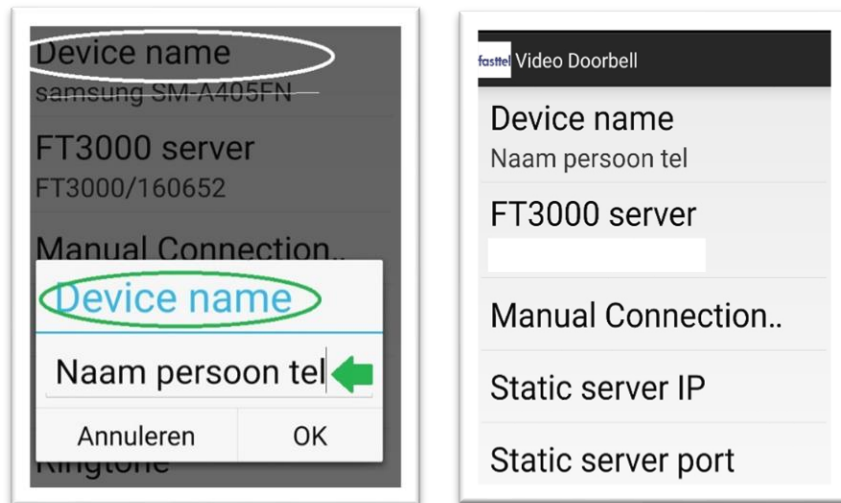 Device name
samsung SM-A405FN
FT3000 server
FT3000/160652
Manual Connection..
Device name
Naam persoon tel
Annuleren OK
Ringtone
fasttel Video Doorbell
Device name
Naam persoon tel
FT3000 server
Manual Connection..
Static server IP
Static server port